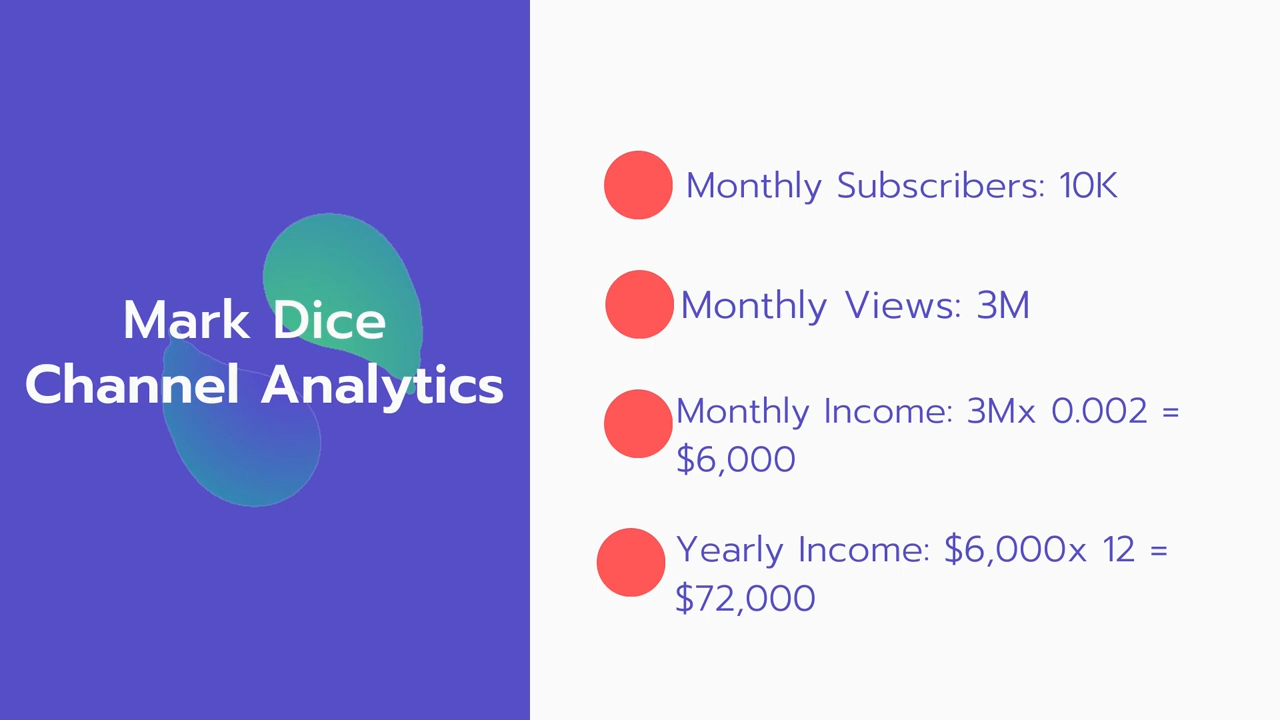 Mark Dice
Channel Analytics
Monthly Subscribers: 10K
Monthly Views: 3M
Monthly Income: 3Mx 0.002 =
$6,000
Yearly Income: $6,000x 12 =
$72,000